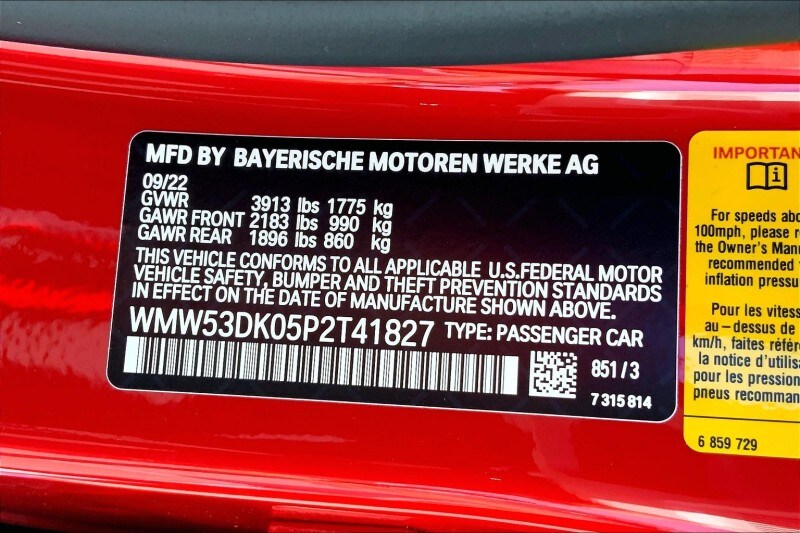 MFD BY BAYERISCHE MOTOREN WERKE AG
09/22
GVWR 3913 lbs 1775 kg
GAWR FRONT 2183 lbs 990 kg
GAWR REAR 1896 lbs 860 kg
THIS VEHICLE CONFORMS TO ALL APPLICABLE U.S.FEDERAL MOTOR
VEHICLE SAFETY, BUMPER AND THEFT PREVENTION STANDARDS
IN EFFECT ON THE DATE OF MANUFACTURE SHOWN ABOVE.
WMW53DK05P2T41827 TYPE: PASSENGER CAR
851/3
7 315 814
IMPORTAN
i
For speeds abo
100mph, please r
the Owner's Manu
recommended
inflation pressu
Pour les vitess
au-dessus de
km/h, faites référ
la notice d'utilisa
pour les pression
pneus recomman
6 859 729